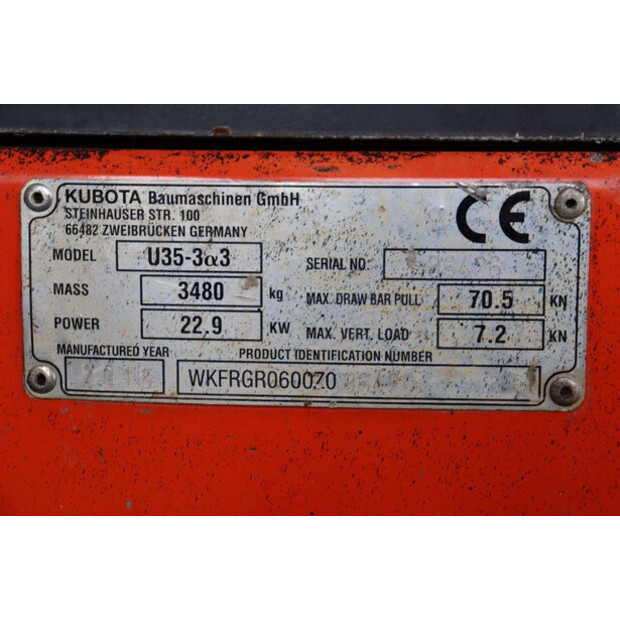 KUBOTA Baumaschinen GmbH
STEINHAUSER STR. 100
66482 ZWEIBRÜCKEN GERMANY
CE
MODEL U35-3α3
SERIAL NO.
MASS 3480 kg
MAX. DRAW BAR PULL 70.5 KN
POWER 22.9 KW
MAX. VERT. LOAD 7.2 KN
MANUFACTURED YEAR
PRODUCT IDENTIFICATION NUMBER
WKFRGR060070